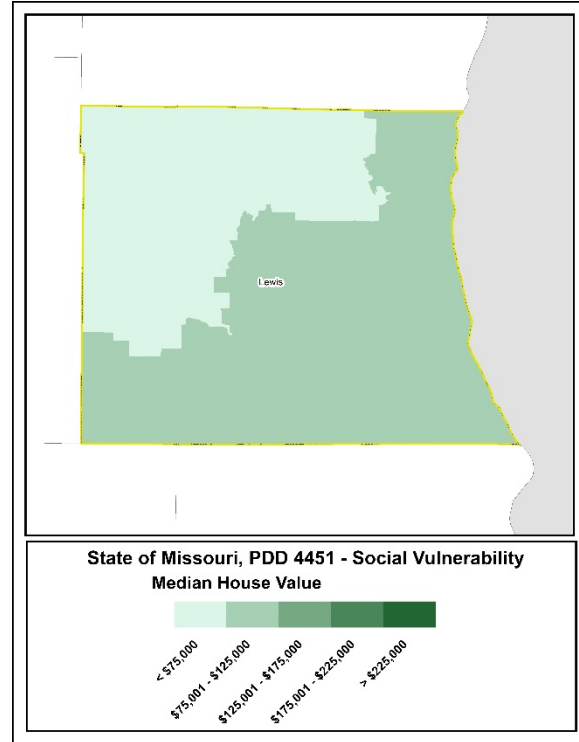 Lewis
State of Missouri, PDD 4451 - Social Vulnerability
Median House Value
< $75,000
$75,001 - $125,000
$125,001 - $175,000
$175,001 - $225,000
> $225,000